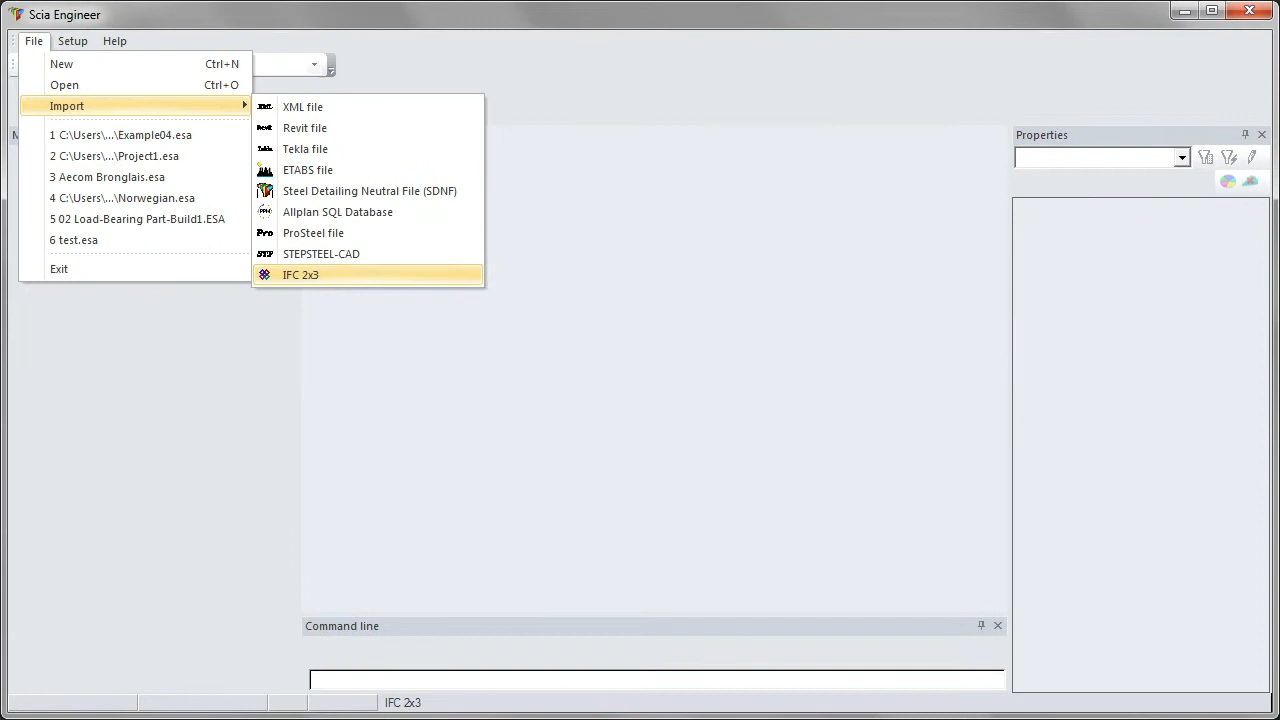 Scia Engineer
File Setup Help
New Ctrl+N
Open Ctrl+O
Import
1 C:\Users\...\Example04.esa
2 C:\Users\...\Project1.esa
3 Aecom Bronglais.esa
4 C:\Users\...\Norwegian.esa
5 02 Load-Bearing Part-Build1.ESA
6 test.esa
Exit
XML file
Revit file
Tekla file
ETABS file
Steel Detailing Neutral File (SDNF)
Allplan SQL Database
Pro ProSteel file
STEPSTEEL-CAD
IFC 2x3
Properties
Command line
IFC 2x3